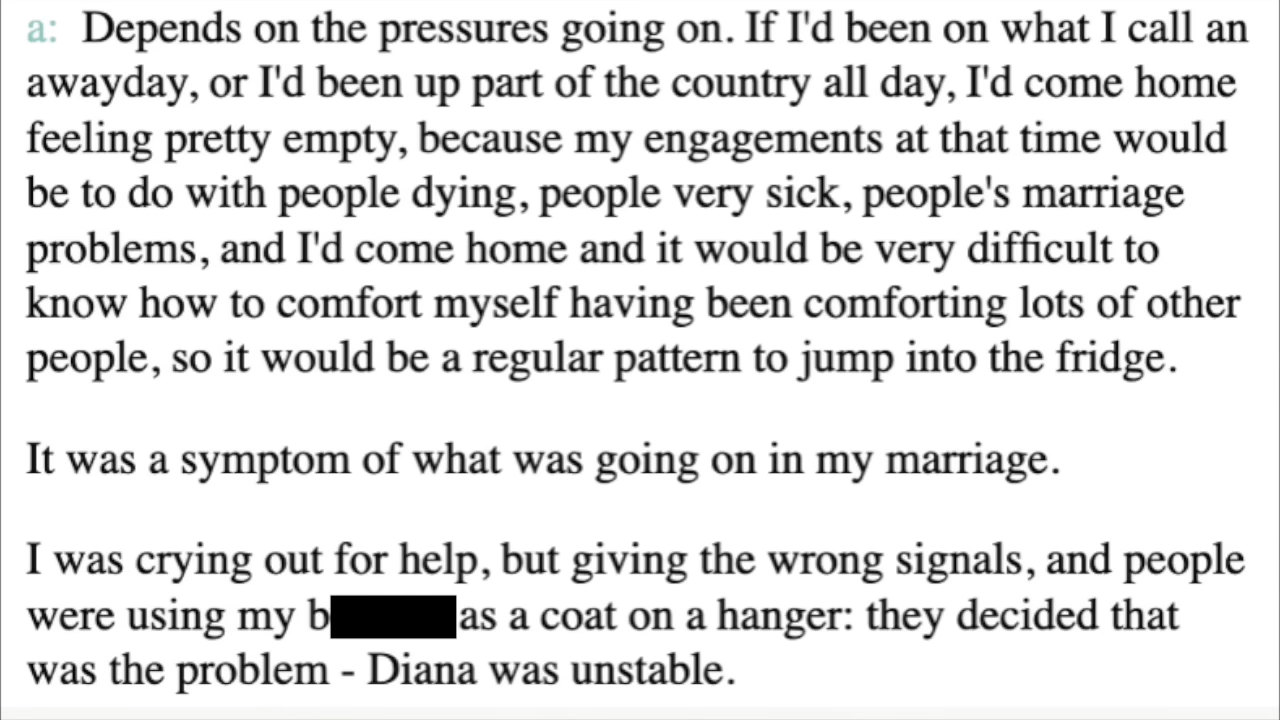 a: Depends on the pressures going on. If I'd been on what I call an
awayday, or I'd been up part of the country all day, I'd come home
feeling pretty empty, because my engagements at that time would
be to do with people dying, people very sick, people's marriage
problems, and I'd come home and it would be very difficult to
know how to comfort myself having been comforting lots of other
people, so it would be a regular pattern to jump into the fridge.
It was a symptom of what was going on in my marriage.
I was crying out for help, but giving the wrong signals, and people
were using my b as a coat on a hanger: they decided that
was the problem - Diana was unstable.